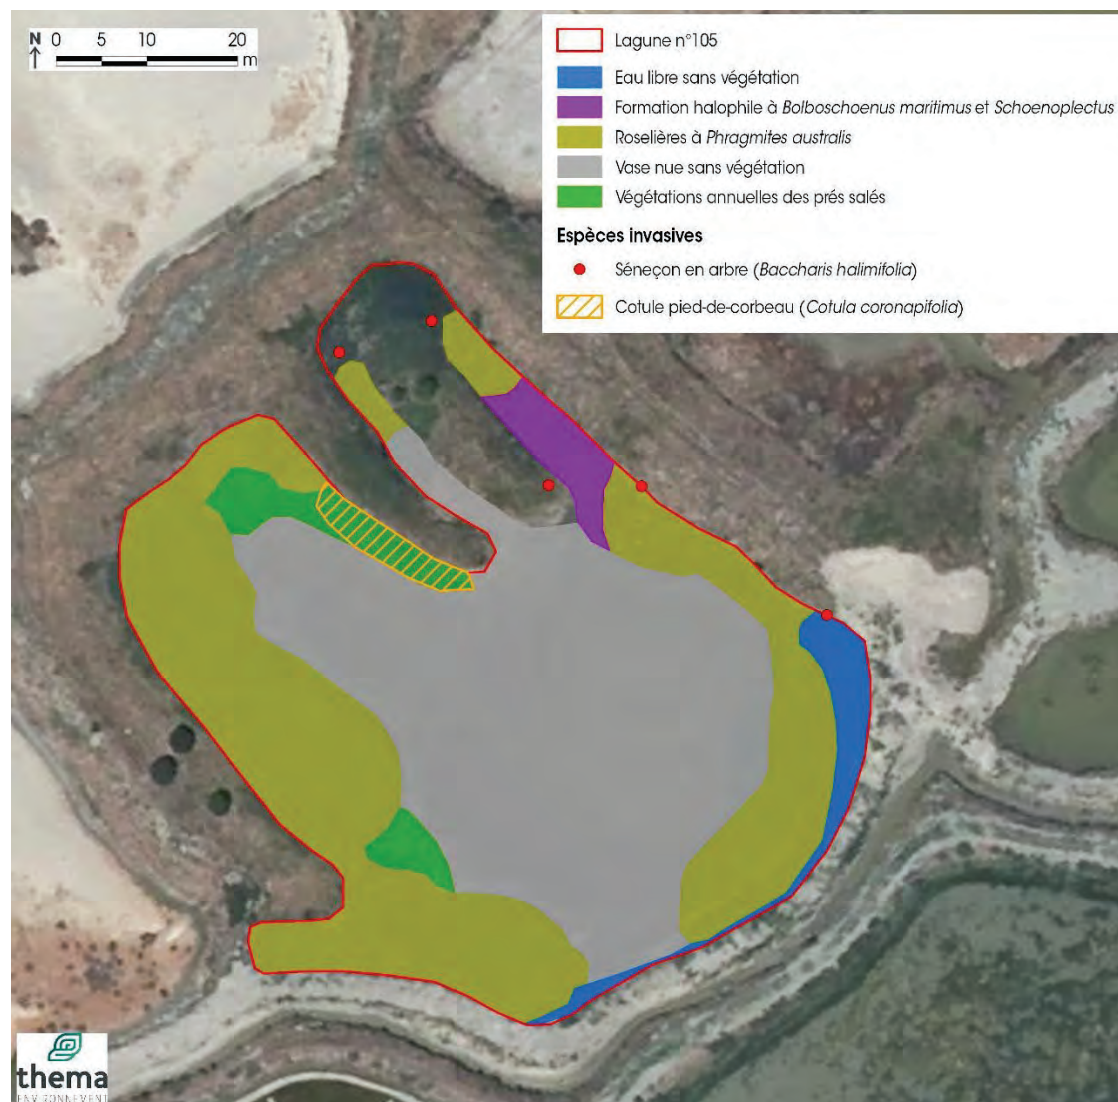 N 0 5 10 20
m
Lagune n°105
Eau libre sans végétation
Formation halophile à Bolboschoenus maritimus et Schoenoplectus
Roselières à Phragmites australis
Vase nue sans végétation
Végétations annuelles des prés salés
Espèces invasives
Séneçon en arbre (Baccharis halimifolia)
Cotule pied-de-corbeau (Cotula coronapifolia)
thema
ENVIRONNEMENT